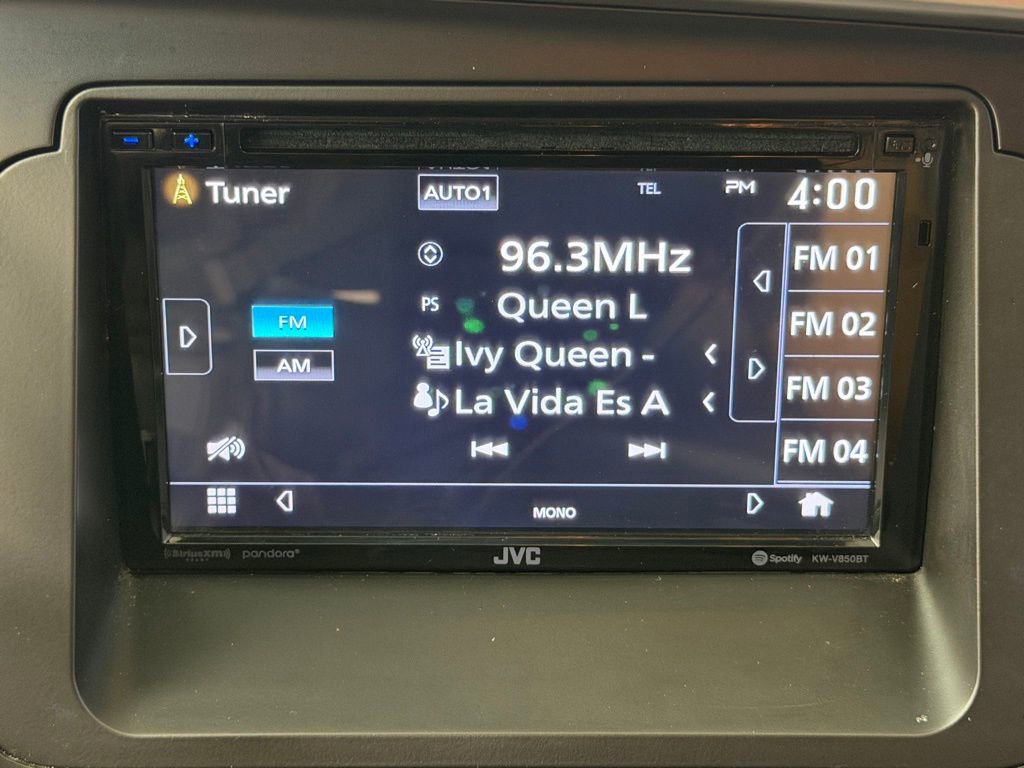 Tuner
AUTO1
TEL
PM 4:00
96.3MHz
FM 01
PS Queen L
FM
FM 02
Ivy Queen -
AM
La Vida Es A
FM 03
FM 04
MONO
SiriusXM
pandora
JVC
Spotify KW-V850BT